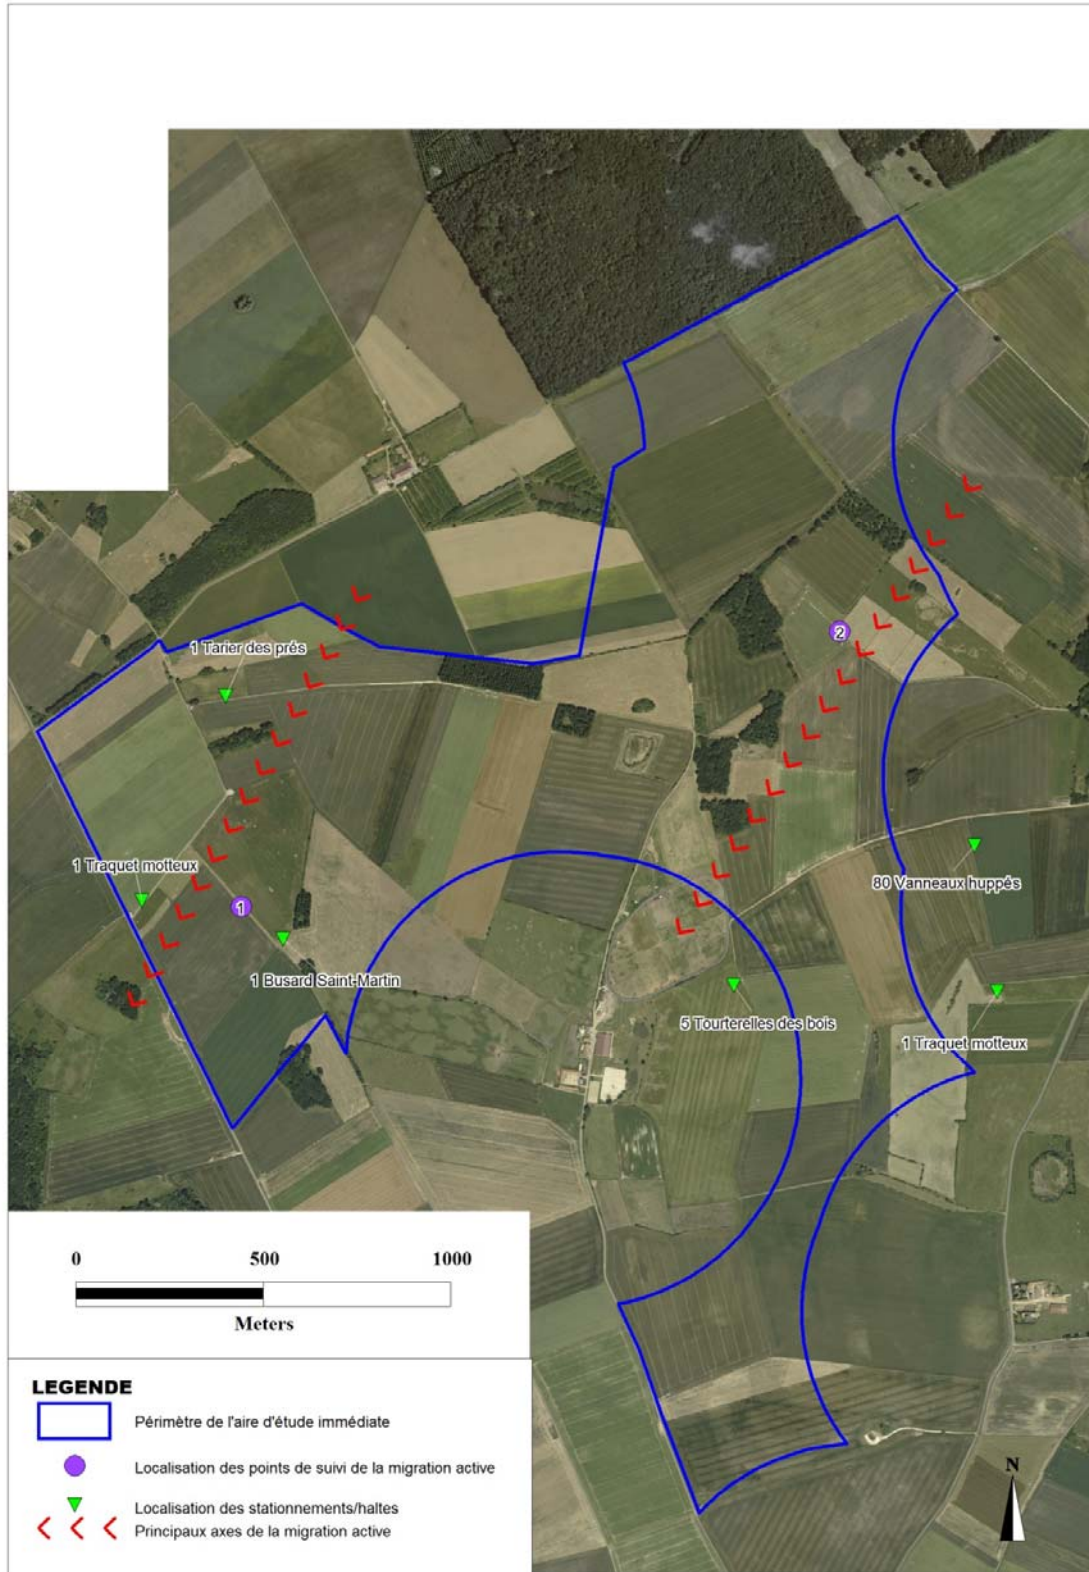 1 Tarier des prés
2
1 Traquet motteux
80 Vanneaux huppés
1
1 Busard Saint-Martin
5 Tourterelles des bois
1 Traquet motteux
0 500 1000
Meters
LEGENDE
Périmètre de l'aire d'étude immédiate
Localisation des points de suivi de la migration active
Localisation des stationnements/haltes
Principaux axes de la migration active
N